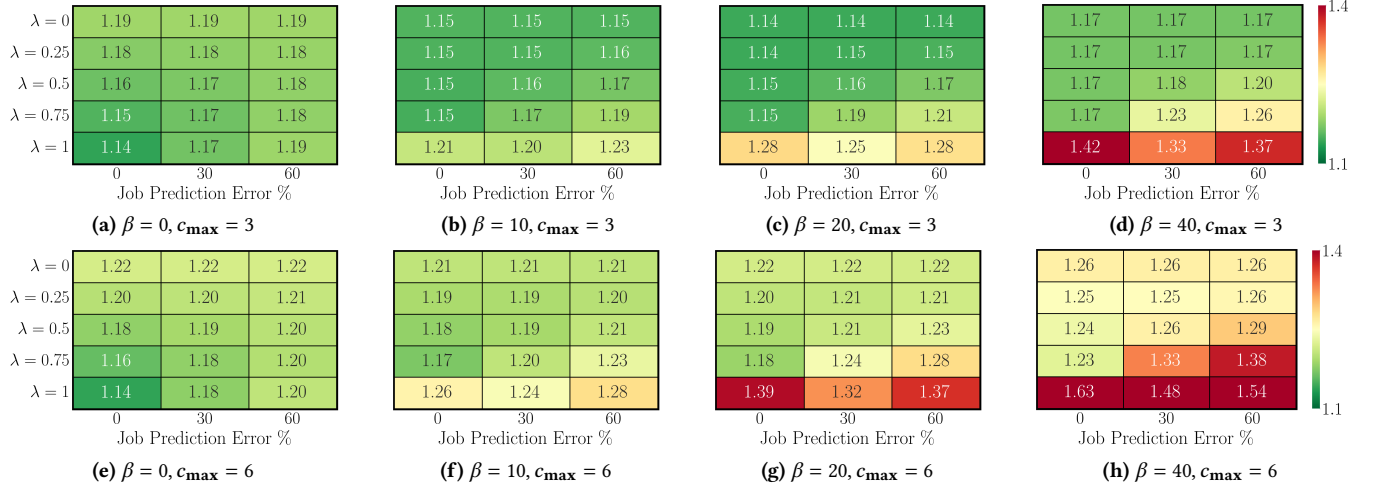 λ = 0 1.19 1.19 1.19 1.15 1.15 1.15 1.14 1.14 1.14 1.17 1.17 1.17 1.4
λ = 0.25 1.18 1.18 1.18 1.15 1.15 1.16 1.14 1.15 1.15 1.17 1.17 1.17
λ = 0.5 1.16 1.17 1.18 1.15 1.16 1.17 1.15 1.16 1.17 1.17 1.18 1.20
λ = 0.75 1.15 1.17 1.18 1.15 1.17 1.19 1.15 1.19 1.21 1.17 1.23 1.26
λ = 1 1.14 1.17 1.19 1.21 1.20 1.23 1.28 1.25 1.28 1.42 1.33 1.37 1.1
0 30 60 0 30 60 0 30 60 0 30 60
Job Prediction Error % Job Prediction Error % Job Prediction Error % Job Prediction Error %
(a) β = 0, cmax = 3 (b) β = 10, cmax = 3 (c) β = 20, cmax = 3 (d) β = 40, cmax = 3
λ = 0 1.22 1.22 1.22 1.21 1.21 1.21 1.22 1.22 1.22 1.26 1.26 1.26 1.4
λ = 0.25 1.20 1.20 1.21 1.19 1.19 1.20 1.20 1.21 1.21 1.25 1.25 1.26
λ = 0.5 1.18 1.19 1.20 1.18 1.19 1.21 1.19 1.21 1.23 1.24 1.26 1.29
λ = 0.75 1.16 1.18 1.20 1.17 1.20 1.23 1.18 1.24 1.28 1.23 1.33 1.38
λ = 1 1.14 1.18 1.20 1.26 1.24 1.28 1.39 1.32 1.37 1.63 1.48 1.54 1.1
0 30 60 0 30 60 0 30 60 0 30 60
Job Prediction Error % Job Prediction Error % Job Prediction Error % Job Prediction Error %
(e) β = 0, cmax = 6 (f) β = 10, cmax = 6 (g) β = 20, cmax = 6 (h) β = 40, cmax = 6